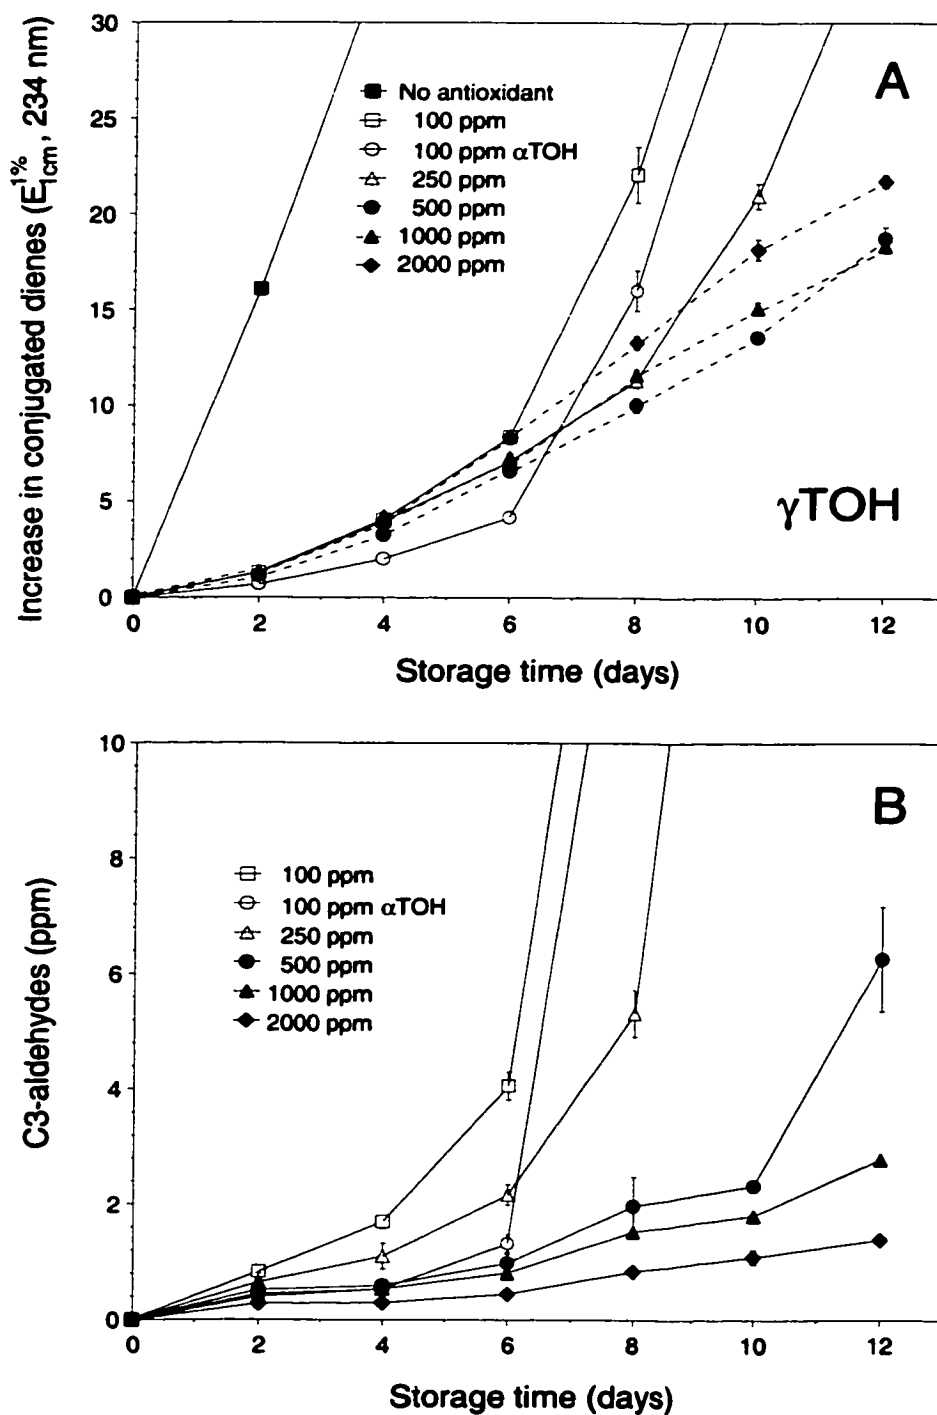 30
25
20
15
10
5
0
Increase in conjugated dienes (E1%1cm, 234 nm)
A
No antioxidant
100 ppm
100 ppm αTOH
250 ppm
500 ppm
1000 ppm
2000 ppm
γTOH
0 2 4 6 8 10 12
Storage time (days)
10
8
6
4
2
0
C3-aldehydes (ppm)
B
100 ppm
100 ppm αTOH
250 ppm
500 ppm
1000 ppm
2000 ppm
0 2 4 6 8 10 12
Storage time (days)